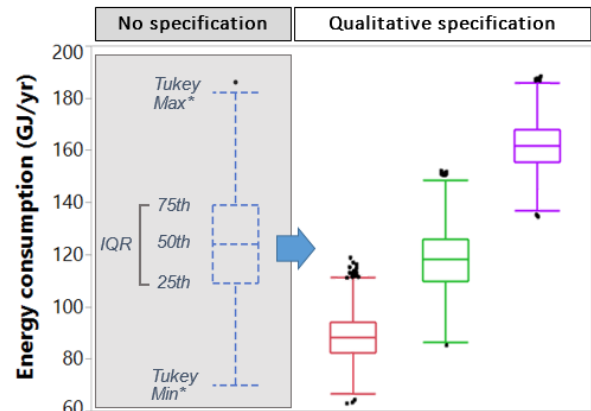 No specification
Qualitative specification
Energy consumption (GJ/yr)
200
180
160
140
120
100
80
60
Tukey
Max*
75th
IQR
50th
25th
Tukey
Min*